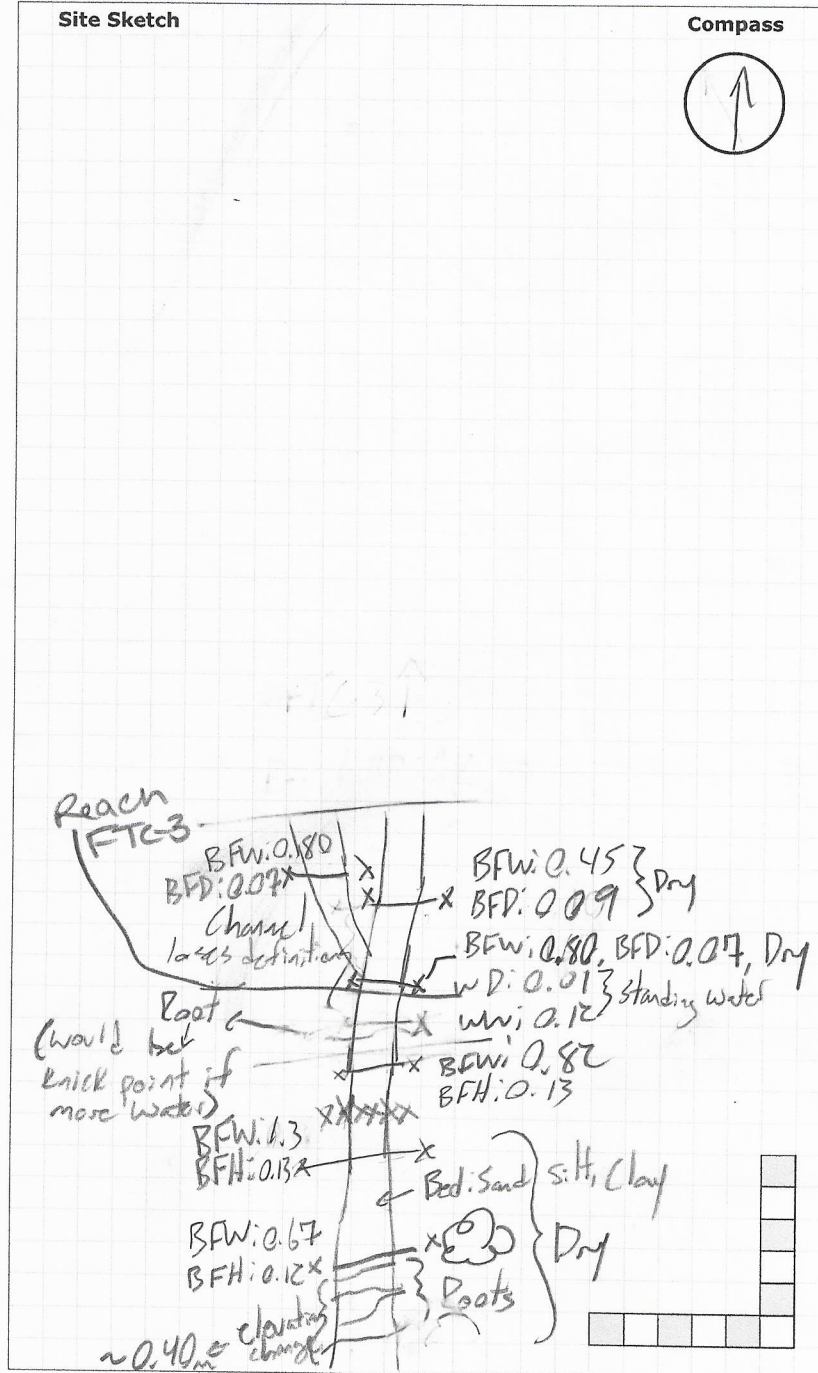 Site Sketch
Compass
Reach
FTC-3
BFW: 0.80
BFD: 0.07
Channel
loses definition
BFW: 0.45
BFD: 0.09
Dry
BFW: 0.80, BFD: 0.07, Dry
WD: 0.01
WW: 0.12
Standing water
Root
(would be
knick point if
more water)
BFW: 0.82
BFH: 0.13
BFW: 1.3
BFH: 0.13
Bed: Sand, silt, Clay
Dry
BFW: 0.67
BFH: 0.12
Roots
elevation
change
~0.40m